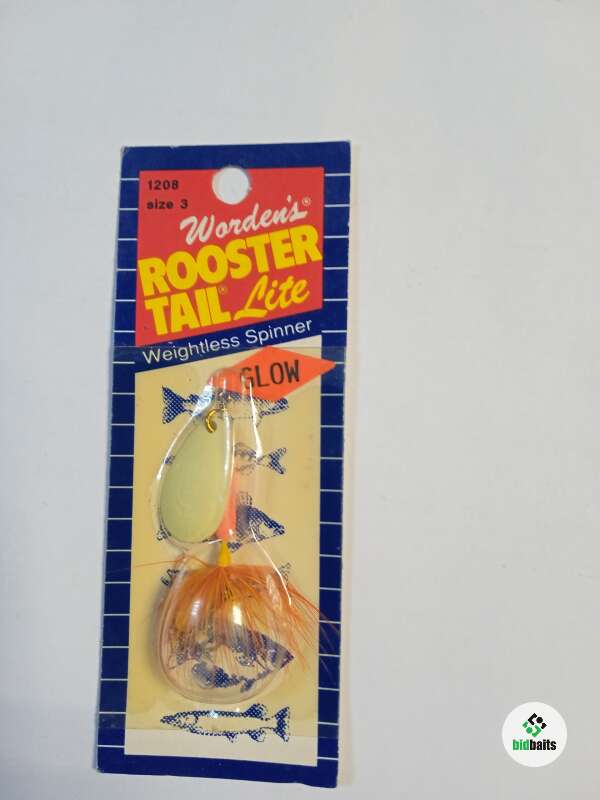 1208
size 3
Worden's®
ROOSTER
TAIL® Lite
Weightless Spinner
GLOW
bidbaits